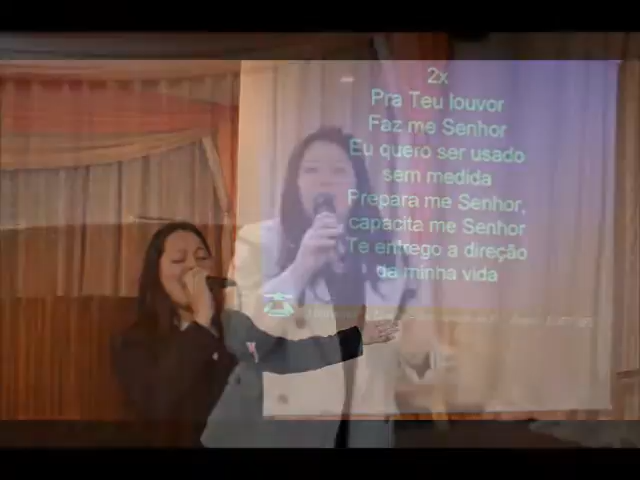 2x
Pra Teu louvor
Faz me Senhor
Eu quero ser usado
sem medida
Prepara me Senhor,
capacita me Senhor
Te entrego a direção
da minha vida